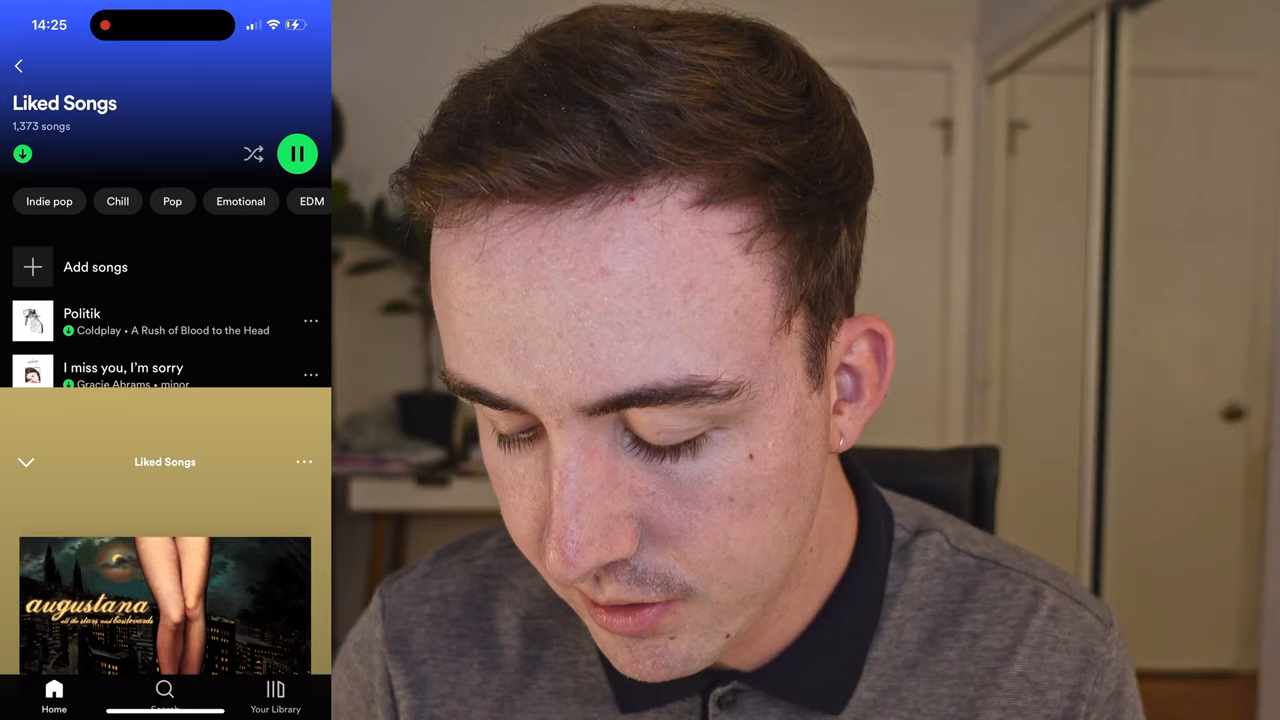 14:25
Liked Songs
1,373 songs
Indie pop
Chill
Pop
Emotional
EDM
Add songs
Politik
Coldplay • A Rush of Blood to the Head
I miss you, I'm sorry
Gracie Abrams • minor
Liked Songs
augustana
all the stars and boulevards
Home
Search
Your Library